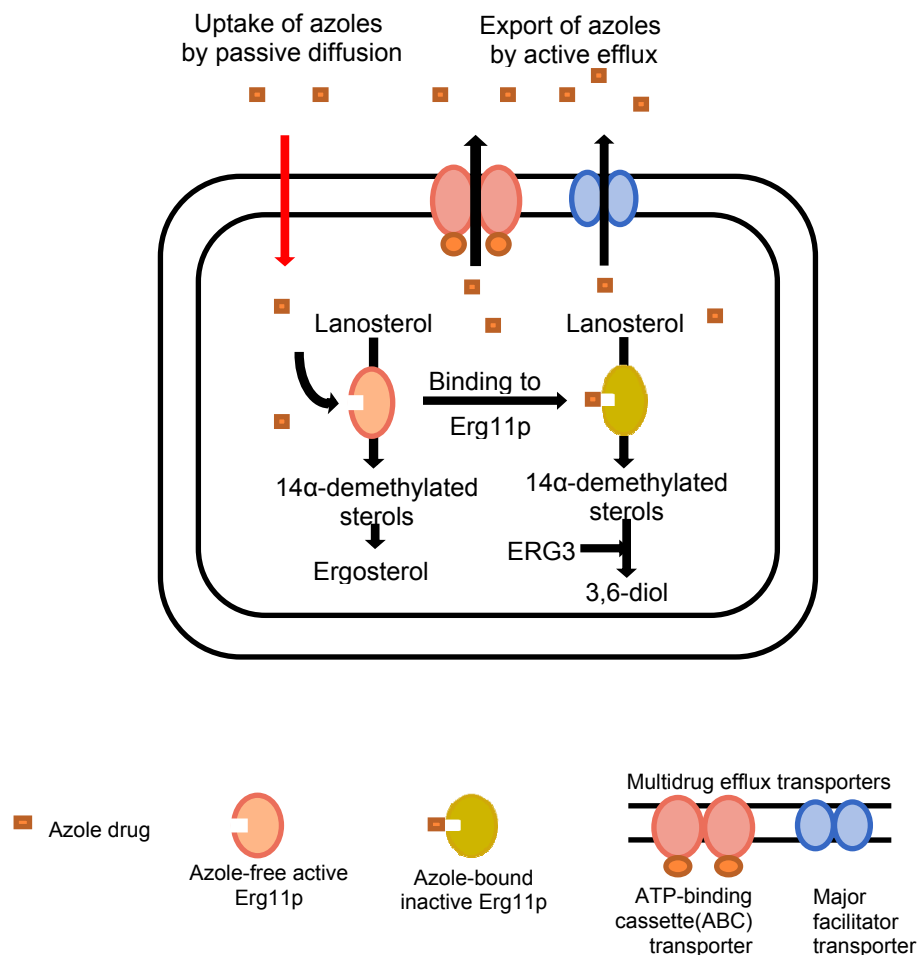 Uptake of azoles
by passive diffusion
Export of azoles
by active efflux
Lanosterol
Lanosterol
Binding to
Erg11p
14α-demethylated
sterols
14α-demethylated
sterols
ERG3
Ergosterol
3,6-diol
Multidrug efflux transporters
Azole drug
Azole-free active
Erg11p
Azole-bound
inactive Erg11p
ATP-binding
cassette(ABC)
transporter
Major
facilitator
transporter